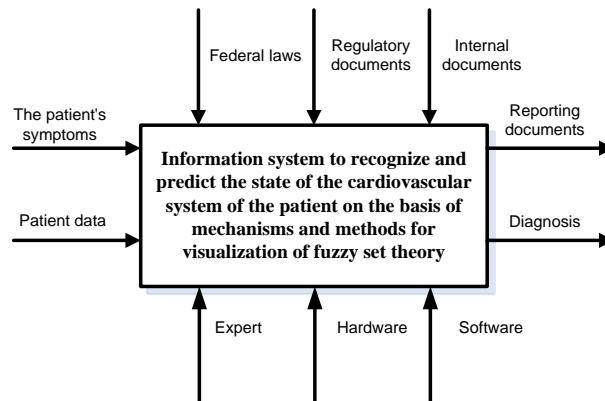 Federal laws
Regulatory
documents
Internal
documents
The patient's
symptoms
Reporting
documents
Information system to recognize and
predict the state of the cardiovascular
system of the patient on the basis of
mechanisms and methods for
visualization of fuzzy set theory
Patient data
Diagnosis
Expert
Hardware
Software